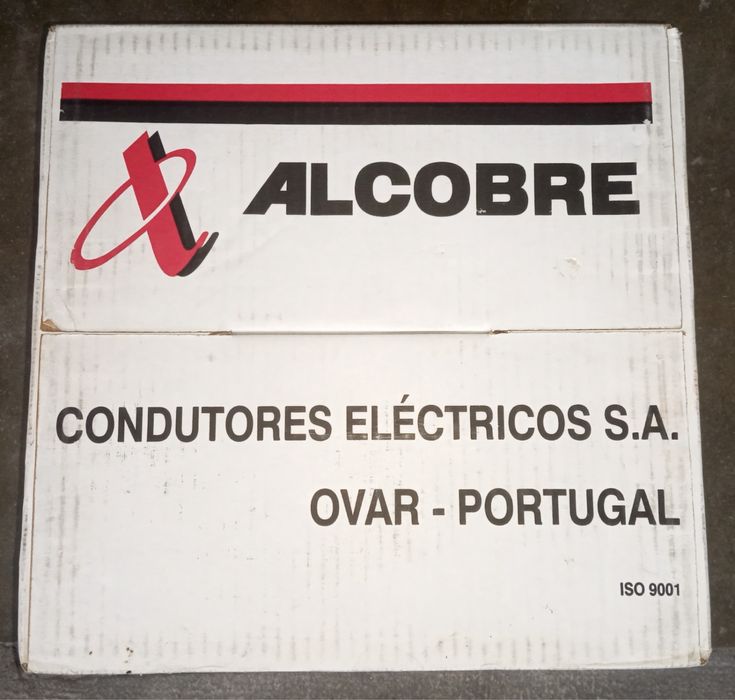 ALCOBRE
CONDUTORES ELÉCTRICOS S.A.
OVAR - PORTUGAL
ISO 9001